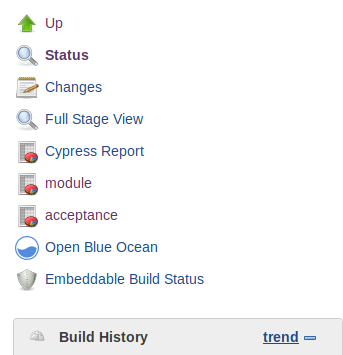 Up
Status
Changes
Full Stage View
Cypress Report
module
acceptance
Open Blue Ocean
Embeddable Build Status
Build History trend